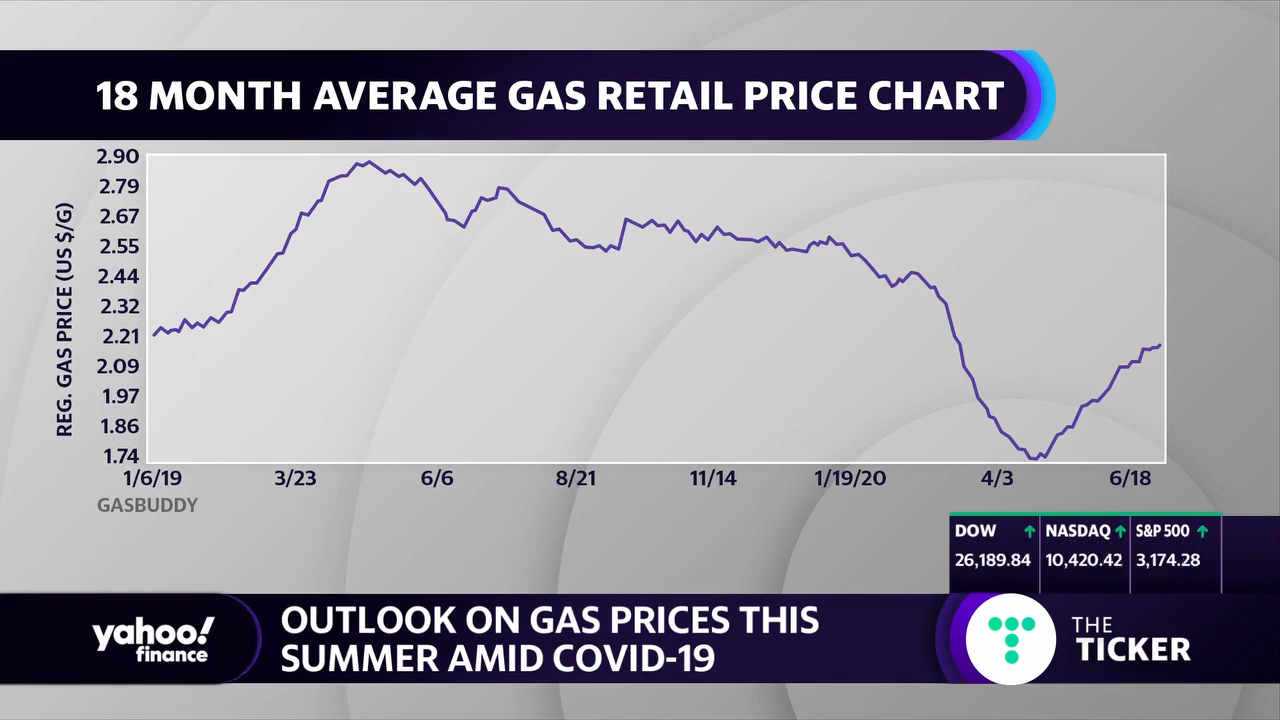 18 MONTH AVERAGE GAS RETAIL PRICE CHART
REG. GAS PRICE (US $/G)
2.90
2.79
2.67
2.55
2.44
2.32
2.21
2.09
1.97
1.86
1.74
1/6/19 3/23 6/6 8/21 11/14 1/19/20 4/3 6/18
GASBUDDY
DOW NASDAQ S&P 500
26,189.84 10,420.42 3,174.28
yahoo!
finance
OUTLOOK ON GAS PRICES THIS
SUMMER AMID COVID-19
THE
TICKER